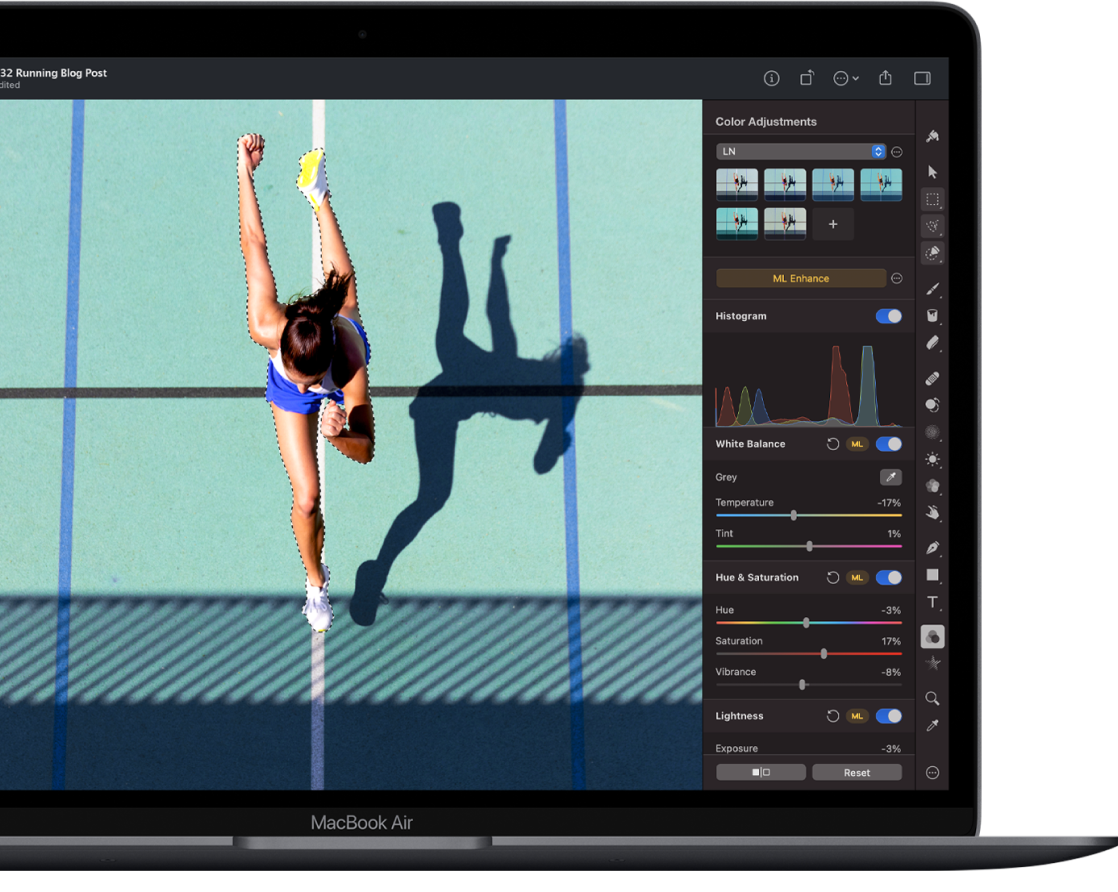 32 Running Blog Post
dited
Color Adjustments
LN
ML Enhance
Histogram
White Balance
ML
Grey
Temperature
-17%
Tint
1%
Hue & Saturation
ML
Hue
-3%
Saturation
17%
Vibrance
-8%
Lightness
ML
Exposure
-3%
Reset
T
MacBook Air